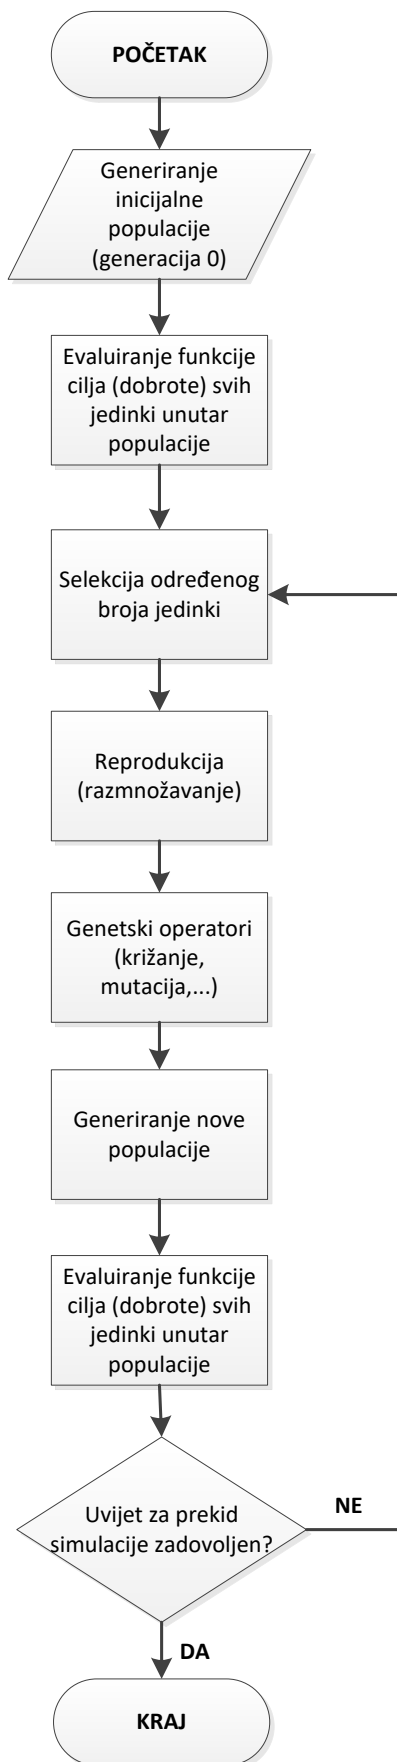 POČETAK
Generiranje
inicijalne
populacije
(generacija 0)
Evaluiranje funkcije
cilja (dobrote) svih
jedinki unutar
populacije
Selekcija određenog
broja jedinki
Reprodukcija
(razmnožavanje)
Genetski operatori
(križanje,
mutacija,...)
Generiranje nove
populacije
Evaluiranje funkcije
cilja (dobrote) svih
jedinki unutar
populacije
Uvijet za prekid
simulacije zadovoljen?
NE
DA
KRAJ